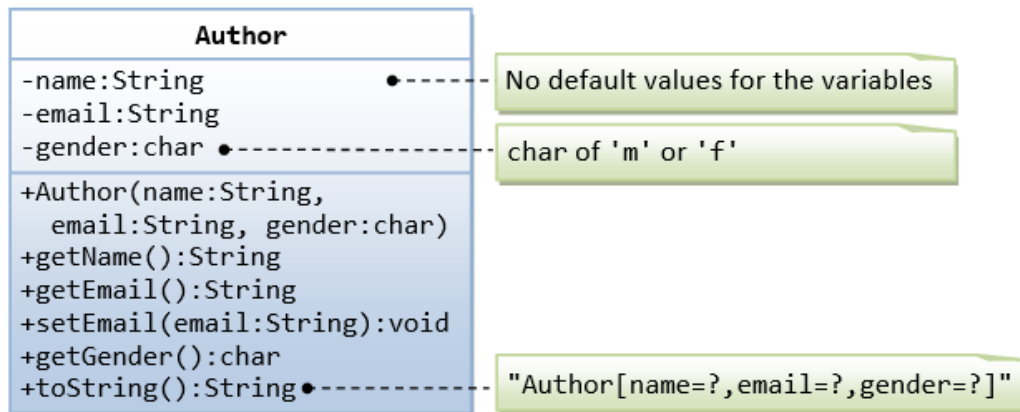 Author
-name:String
No default values for the variables
-email:String
-gender:char
char of 'm' or 'f'
+Author(name:String,
email:String, gender:char)
+getName():String
+getEmail():String
+setEmail(email:String):void
+getGender():char
+toString():String
"Author[name=?,email=?,gender=?]"